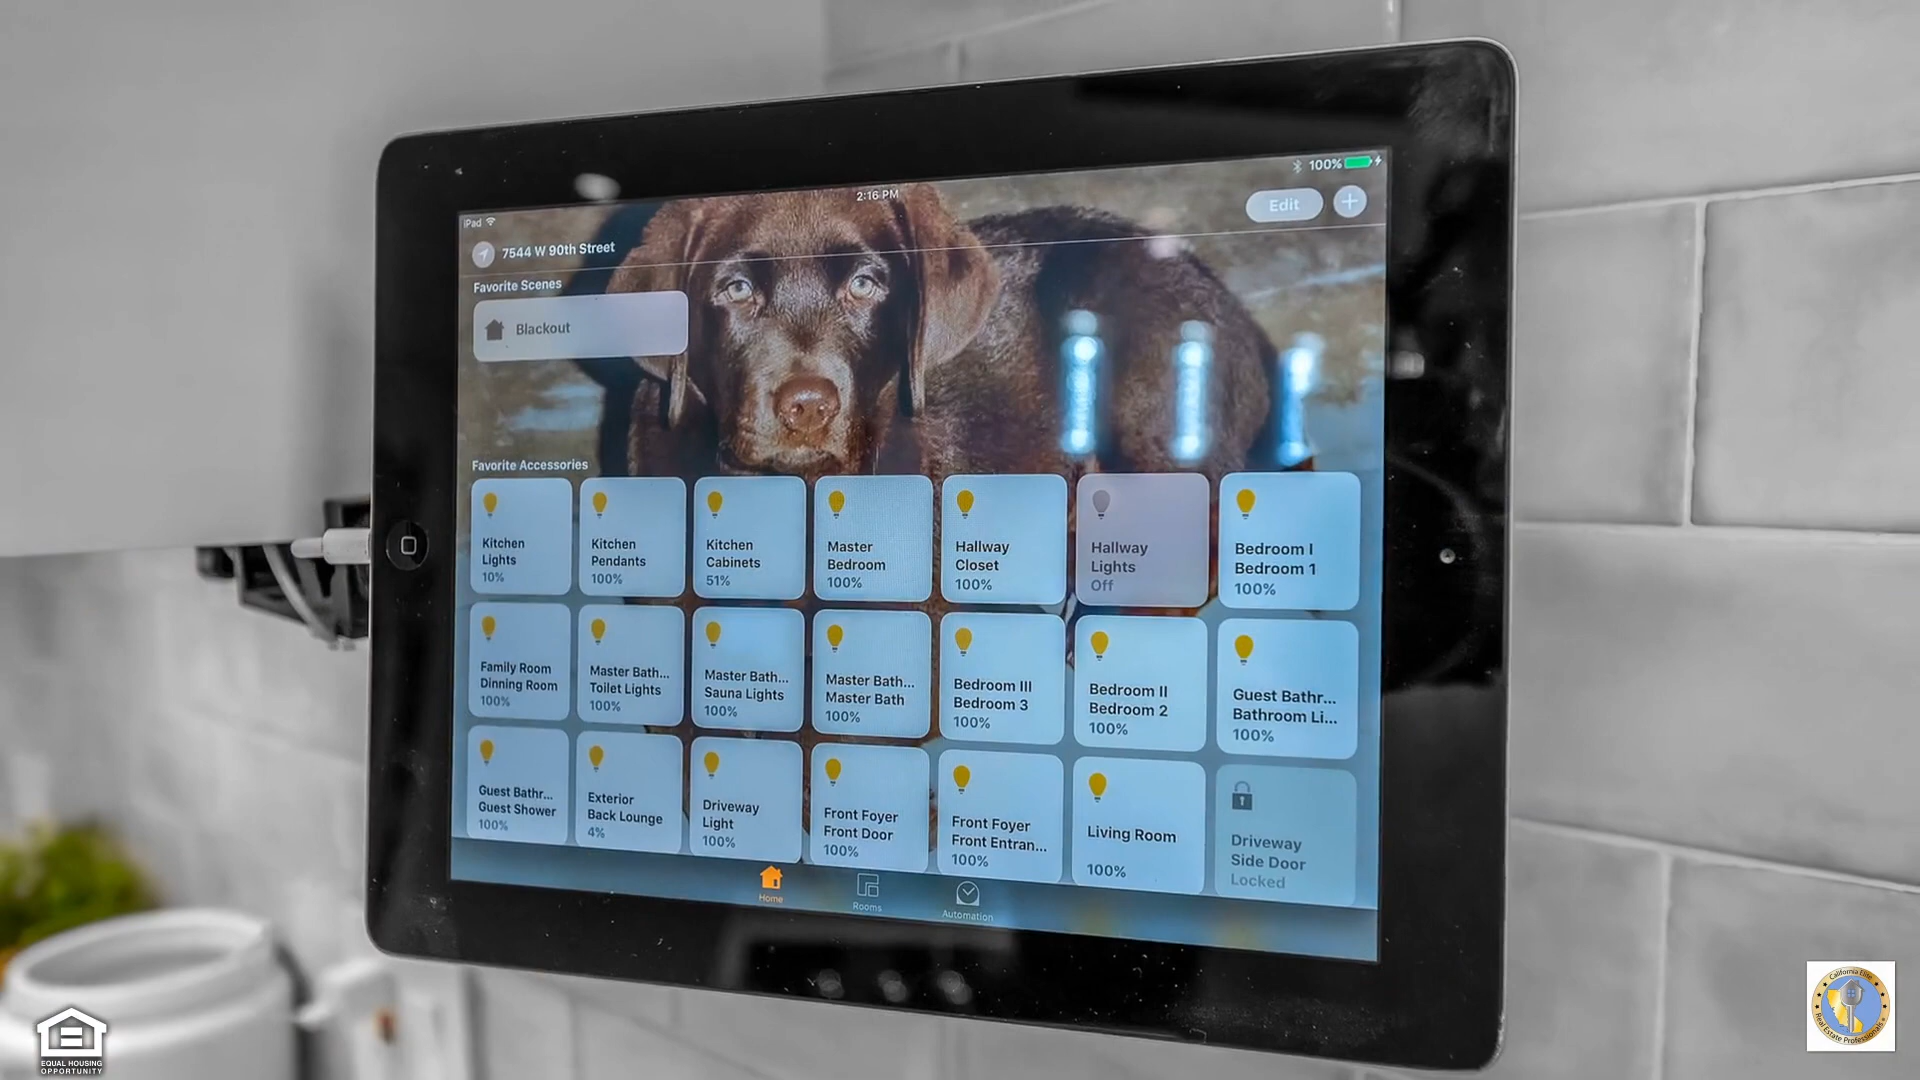 iPad
2:16 PM
100%
7544 W 90th Street
Edit
Favorite Scenes
Blackout
Favorite Accessories
Kitchen
Lights
10%
Kitchen
Pendants
100%
Kitchen
Cabinets
51%
Master
Bedroom
100%
Hallway
Closet
100%
Hallway
Lights
Off
Bedroom I
Bedroom 1
100%
Family Room
Dinning Room
100%
Master Bath...
Toilet Lights
100%
Master Bath...
Sauna Lights
100%
Master Bath...
Master Bath
100%
Bedroom III
Bedroom 3
100%
Bedroom II
Bedroom 2
100%
Guest Bathr...
Bathroom Li...
100%
Guest Bathr...
Guest Shower
100%
Exterior
Back Lounge
4%
Driveway
Light
100%
Front Foyer
Front Door
100%
Front Foyer
Front Entran...
100%
Living Room
100%
Driveway
Side Door
Locked
Home
Rooms
Automation
EQUAL HOUSING
OPPORTUNITY
California Elite
Real Estate Professionals